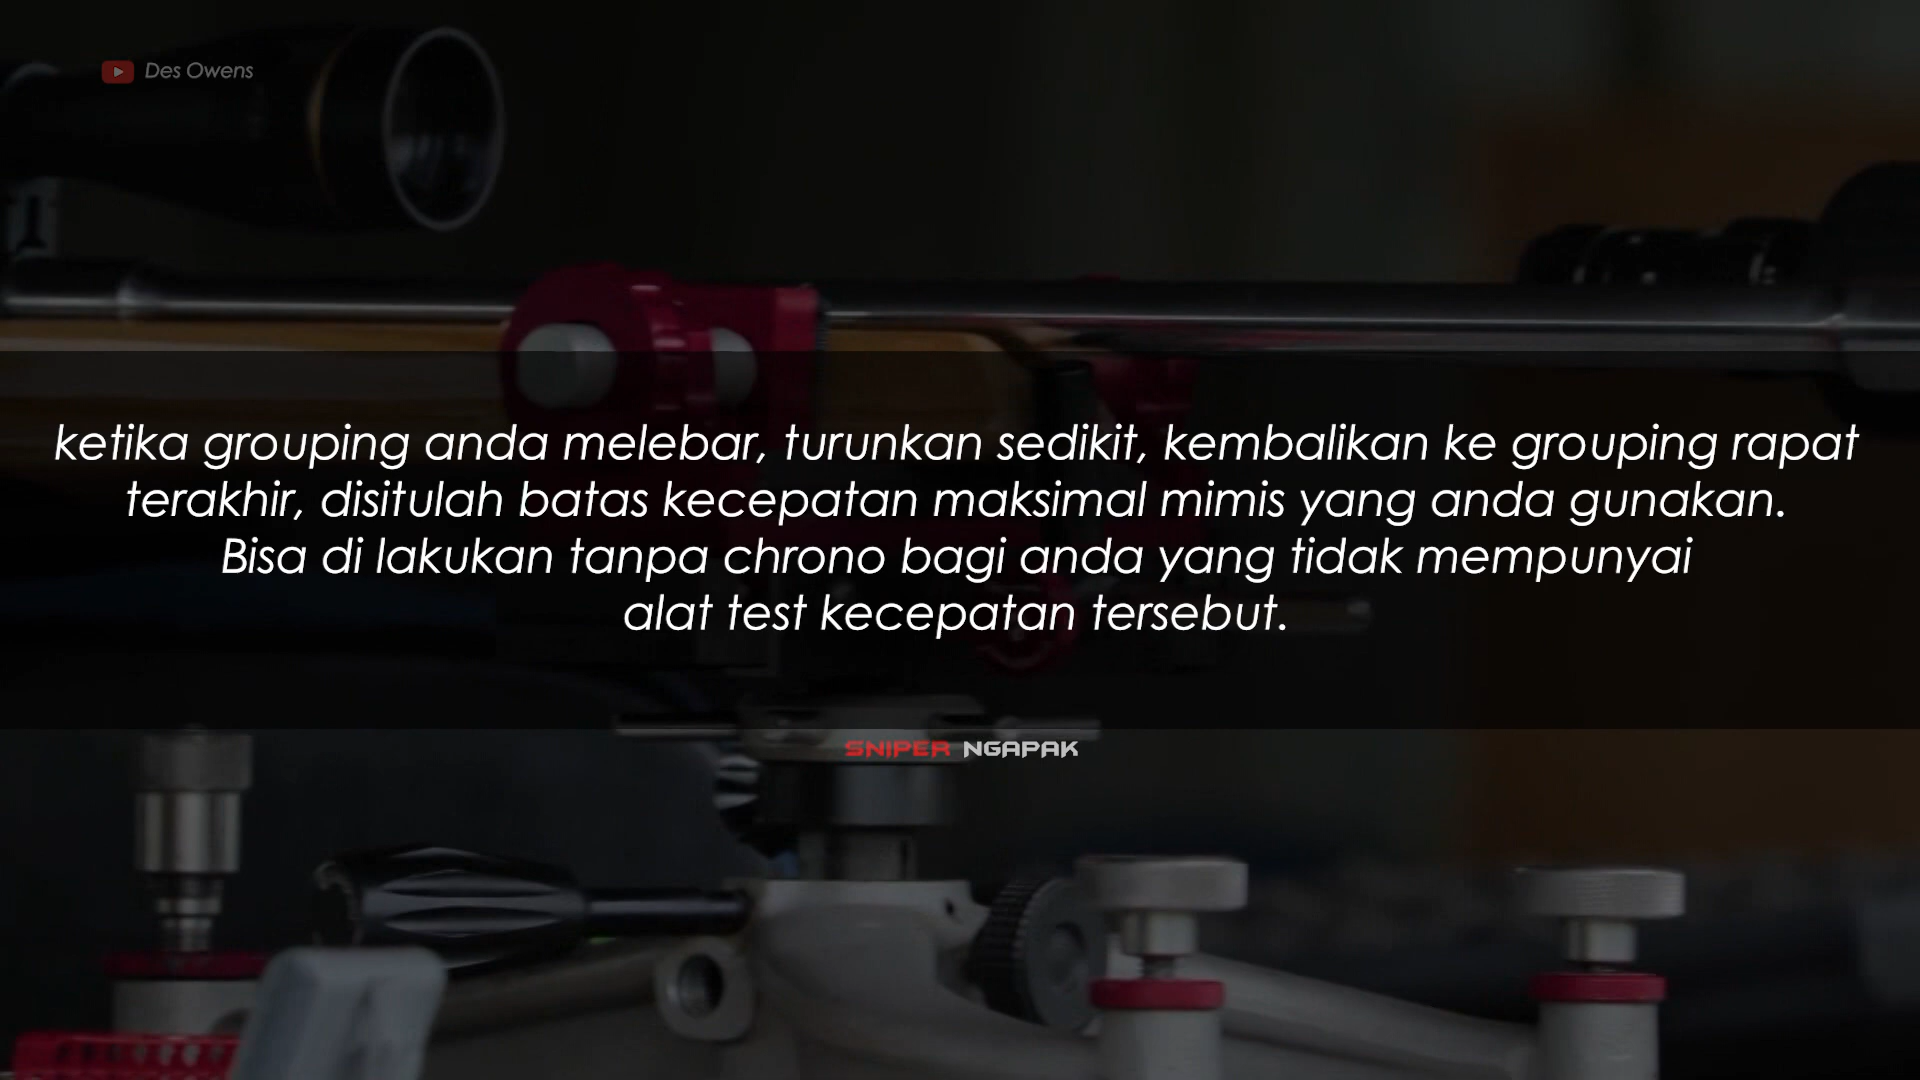 Des Owens
ketika grouping anda melebar, turunkan sedikit, kembalikan ke grouping rapat
terakhir, disitulah batas kecepatan maksimal mimis yang anda gunakan.
Bisa di lakukan tanpa chrono bagi anda yang tidak mempunyai
alat test kecepatan tersebut.
SNIPER NGAPAK